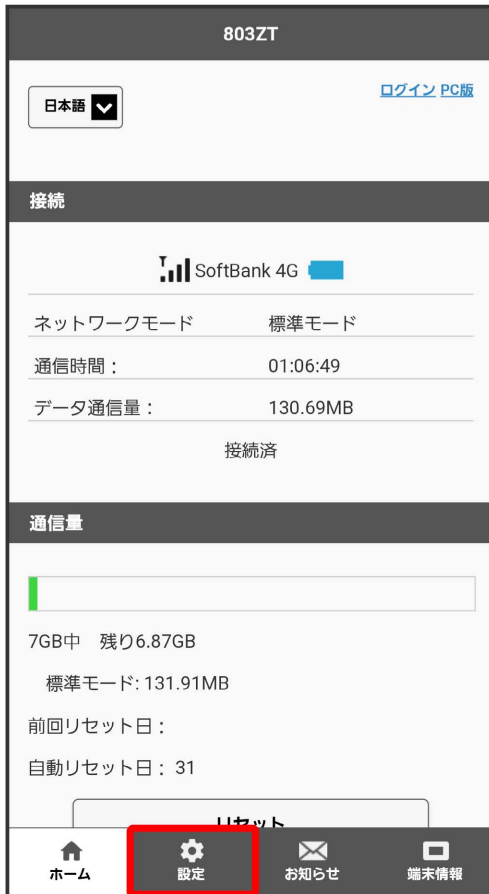 803ZT
日本語
ログイン PC版
接続
SoftBank 4G
ネットワークモード 標準モード
通信時間： 01:06:49
データ通信量： 130.69MB
接続済
通信量
7GB中 残り6.87GB
標準モード: 131.91MB
前回リセット日：
自動リセット日： 31
リセット
ホーム 設定 お知らせ 端末情報